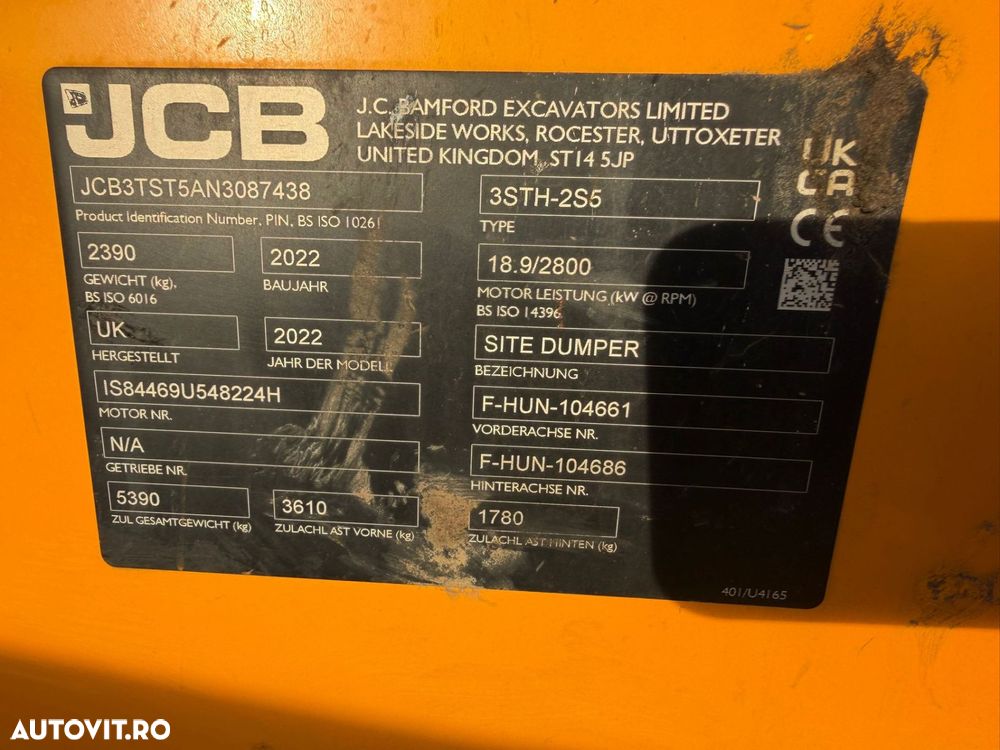 JCB
J.C. BAMFORD EXCAVATORS LIMITED
LAKESIDE WORKS, ROCESTER, UTTOXETER
UNITED KINGDOM, ST14 5JP
UK
CA
CE
JCB3TST5AN3087438
Product Identification Number, PIN, BS ISO 10261
3STH-2S5
TYPE
2390
GEWICHT (kg),
BS ISO 6016
2022
BAUJAHR
18.9/2800
MOTOR LEISTUNG (kW @ RPM)
BS ISO 14396
UK
HERGESTELLT
2022
JAHR DER MODELL
SITE DUMPER
BEZEICHNUNG
IS84469U548224H
MOTOR NR.
F-HUN-104661
VORDERACHSE NR.
N/A
GETRIEBE NR.
F-HUN-104686
HINTERACHSE NR.
5390
ZUL GESAMTGEWICHT (kg)
3610
ZULACHLAST VORNE (kg)
1780
ZULACHLAST HINTEN (kg)
401/U4165
AUTOVIT.RO